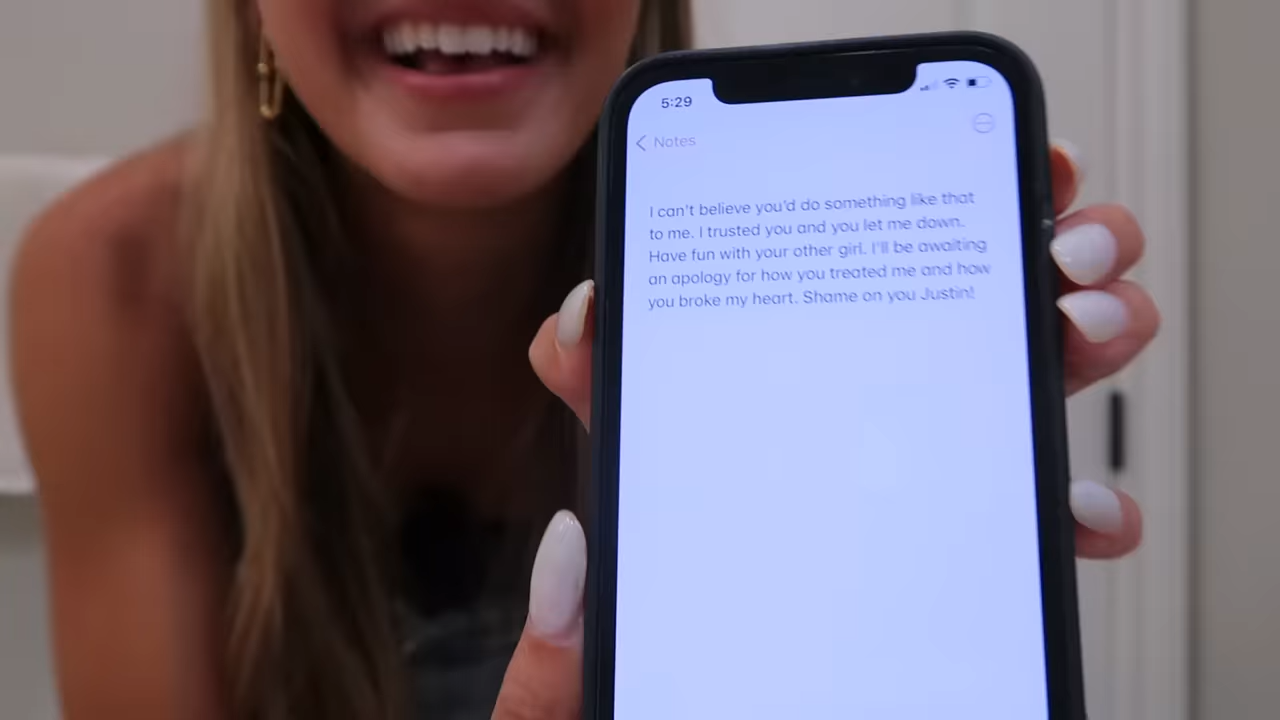 5:29
Notes
I can't believe you'd do something like that
to me. I trusted you and you let me down.
Have fun with your other girl. I'll be awaiting
an apology for how you treated me and how
you broke my heart. Shame on you Justin!